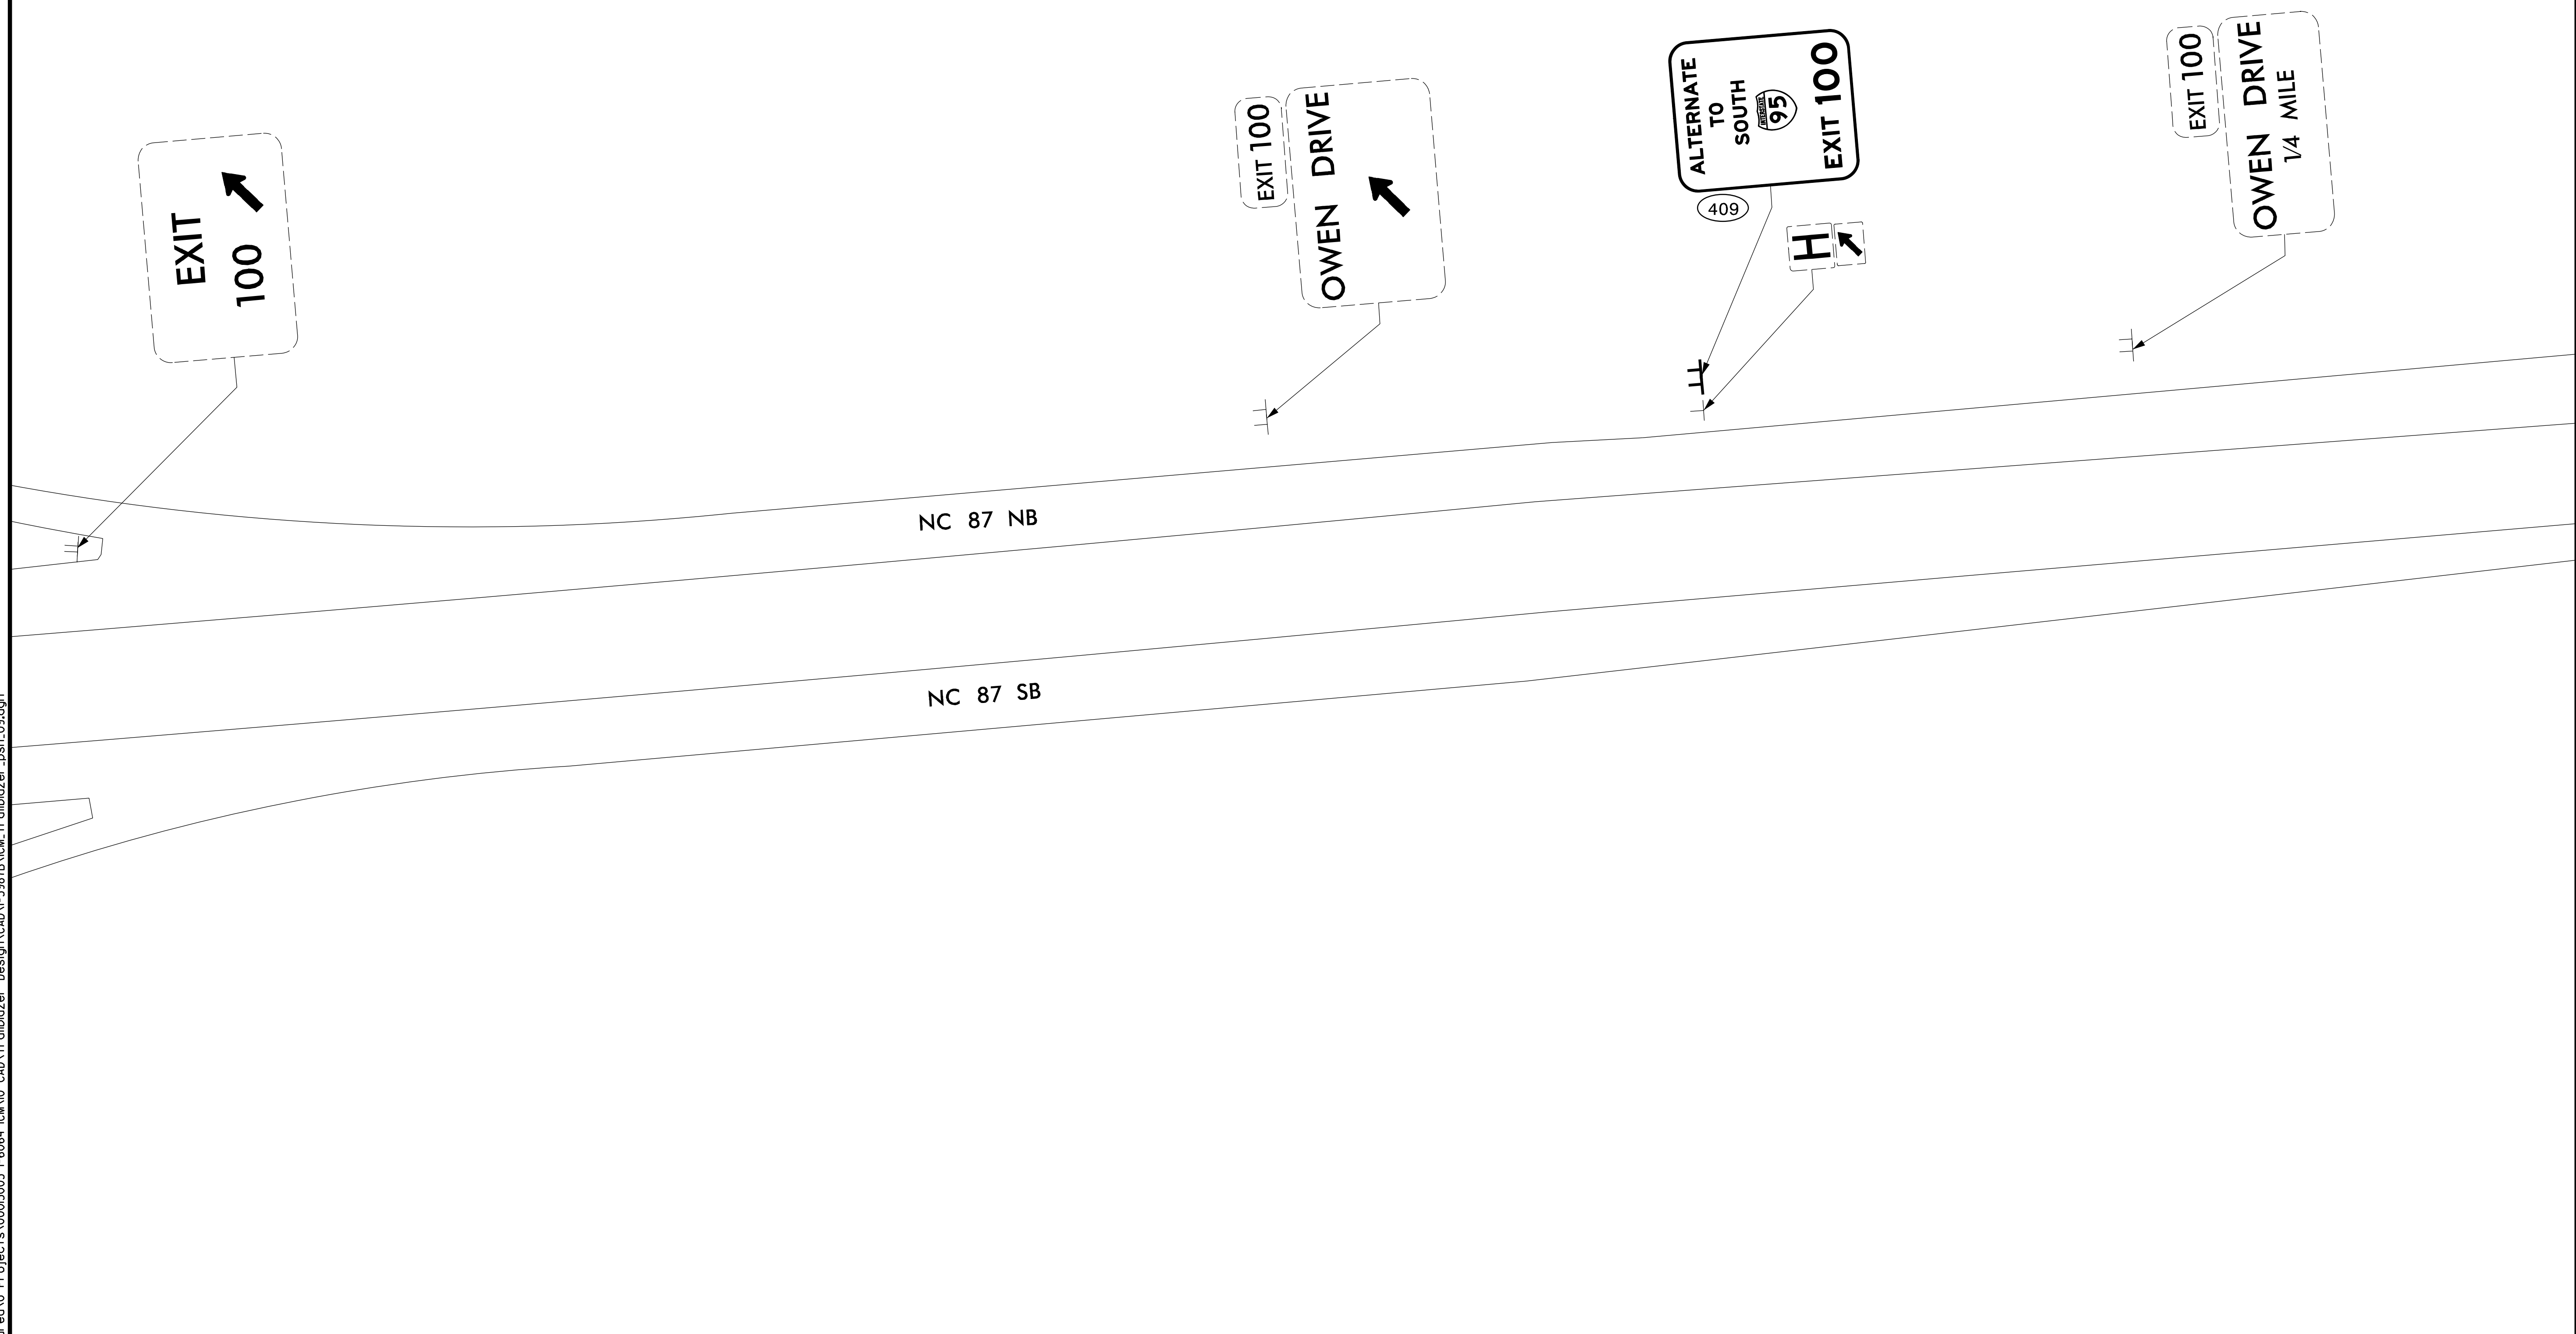 EXIT
100
EXIT 100
OWEN DRIVE
ALTERNATE
TO
SOUTH
INTERSTATE
95
EXIT 100
409
H
EXIT 100
OWEN DRIVE
1/4 MILE
NC 87 NB
NC 87 SB